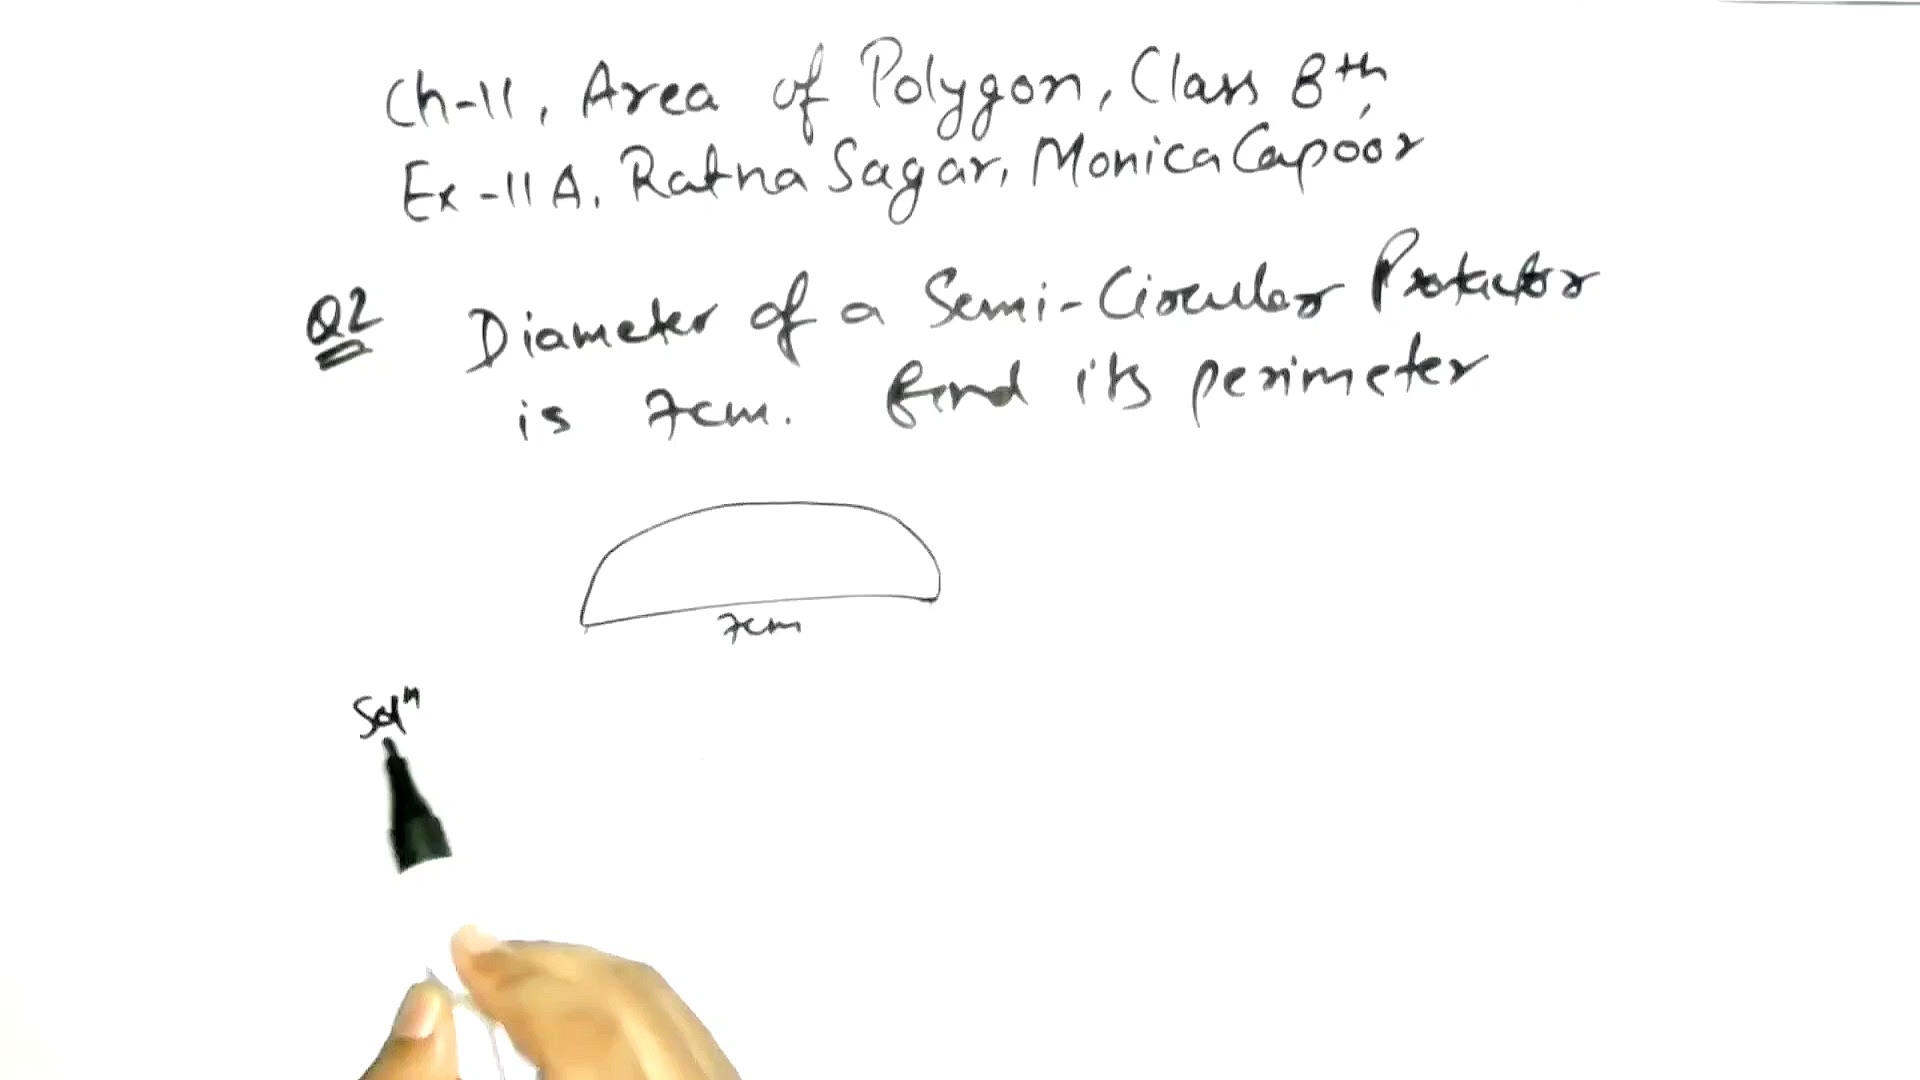 Ch-11, Area of Polygon, Class 8th,
Ex-11A, Ratna Sagar, Monica Capoor
Q2 Diameter of a Semi-Circular Protactor
is 7cm. find its perimeter
7cm
Solⁿ